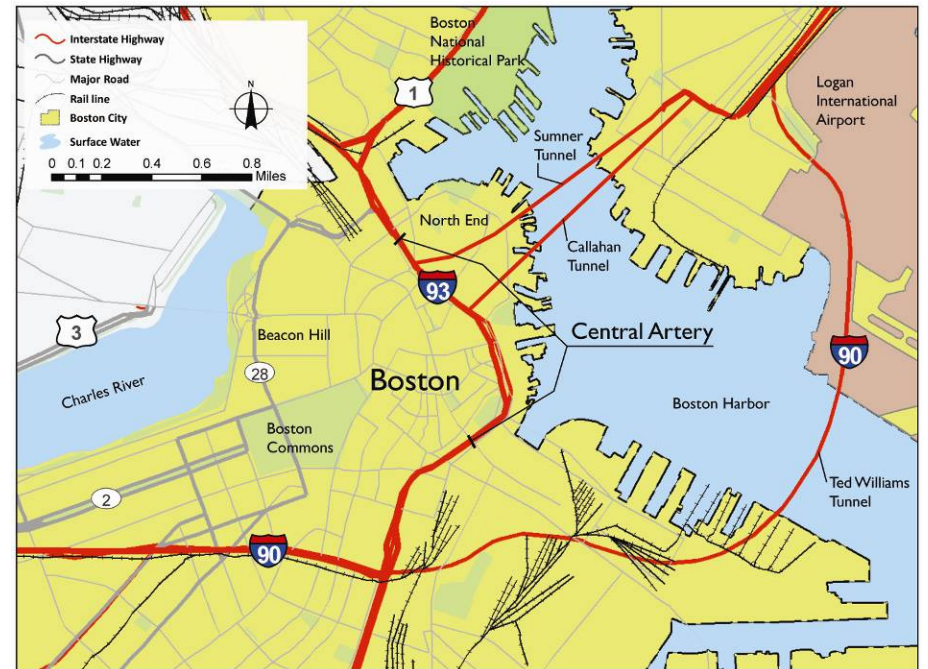 Interstate Highway
State Highway
Major Road
Rail line
Boston City
Surface Water
N
0 0.1 0.2 0.4 0.6 0.8
Miles
Boston
National
Historical Park
1
Logan
International
Airport
Sumner
Tunnel
North End
Callahan
Tunnel
93
3
Beacon Hill
Central Artery
90
28
Boston
Charles River
Boston Harbor
Boston
Commons
Ted Williams
Tunnel
2
90